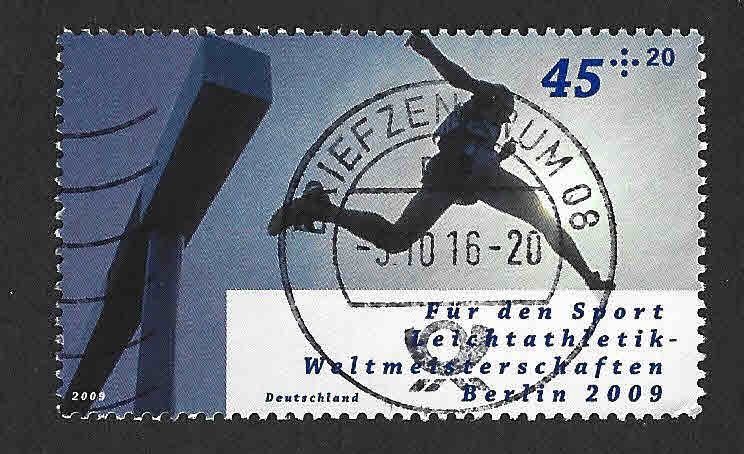 45 + 20
BRIEFZENTRUM 08
-5.10 16-20
Für den Sport
Leichtathletik-
Weltmeisterschaften
Berlin 2009
Deutschland
2009